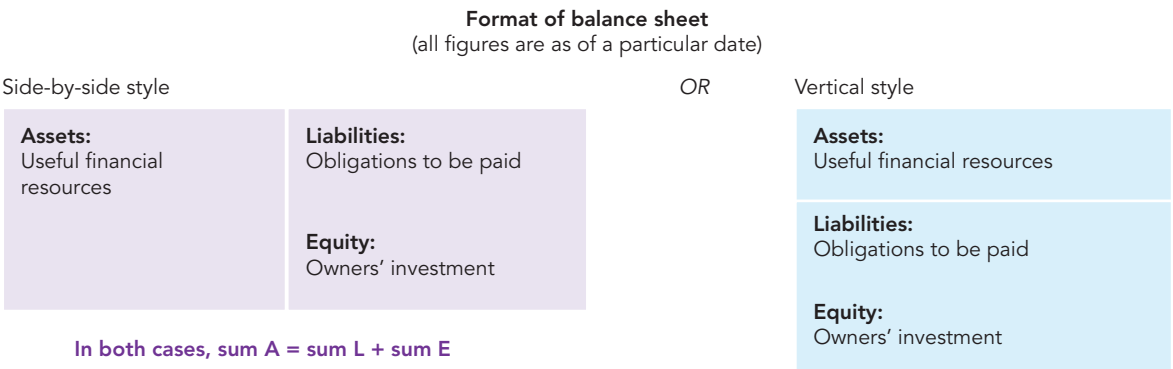 Format of balance sheet
(all figures are as of a particular date)
Side-by-side style
OR
Vertical style
Assets:
Useful financial
resources
Liabilities:
Obligations to be paid
Equity:
Owners’ investment
In both cases, sum A = sum L + sum E
Assets:
Useful financial resources
Liabilities:
Obligations to be paid
Equity:
Owners’ investment